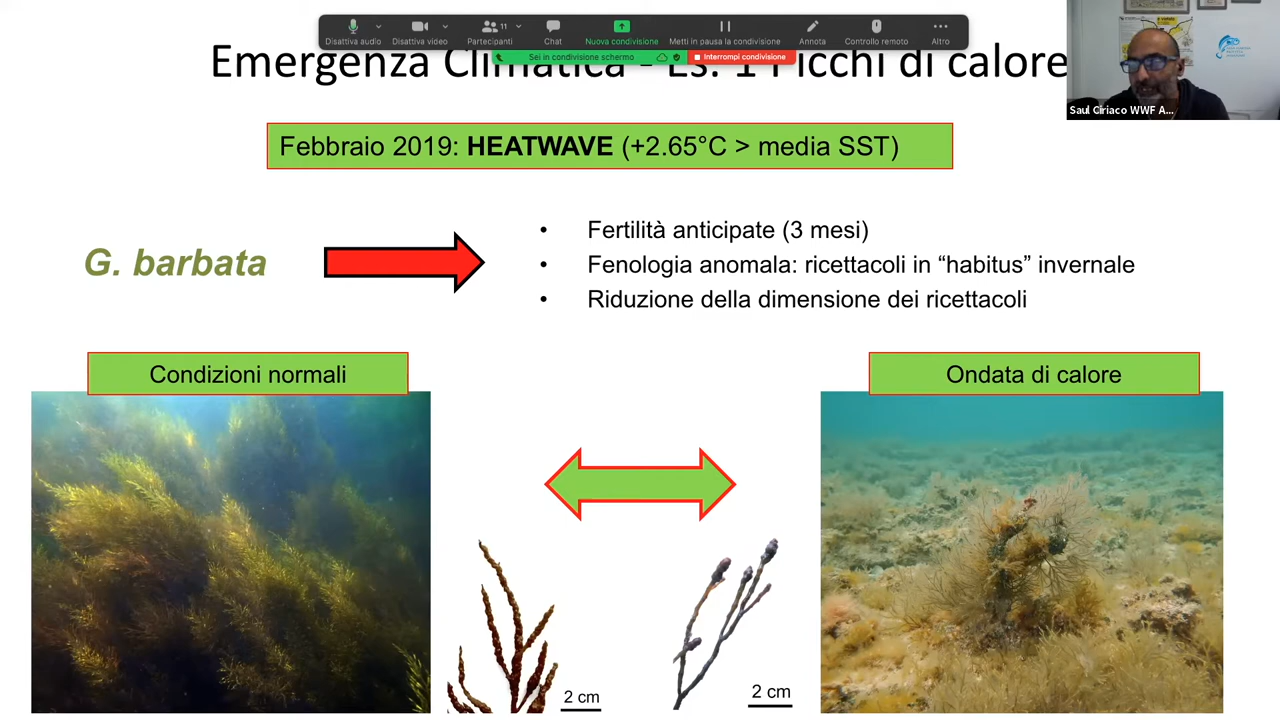 Disattiva audio
Disattiva video
Partecipanti
11
Chat
Nuova condivisione
Metti in pausa la condivisione
Annota
Controllo remoto
Altro
Sei in condivisione schermo
Interrompi condivisione
Emergenza Climatica - Es. 1 Picchi di calore
Saul Ciriaco WWF A...
Febbraio 2019: HEATWAVE (+2.65°C > media SST)
G. barbata
• Fertilità anticipate (3 mesi)
• Fenologia anomala: ricettacoli in “habitus” invernale
• Riduzione della dimensione dei ricettacoli
Condizioni normali
Ondata di calore
2 cm
2 cm